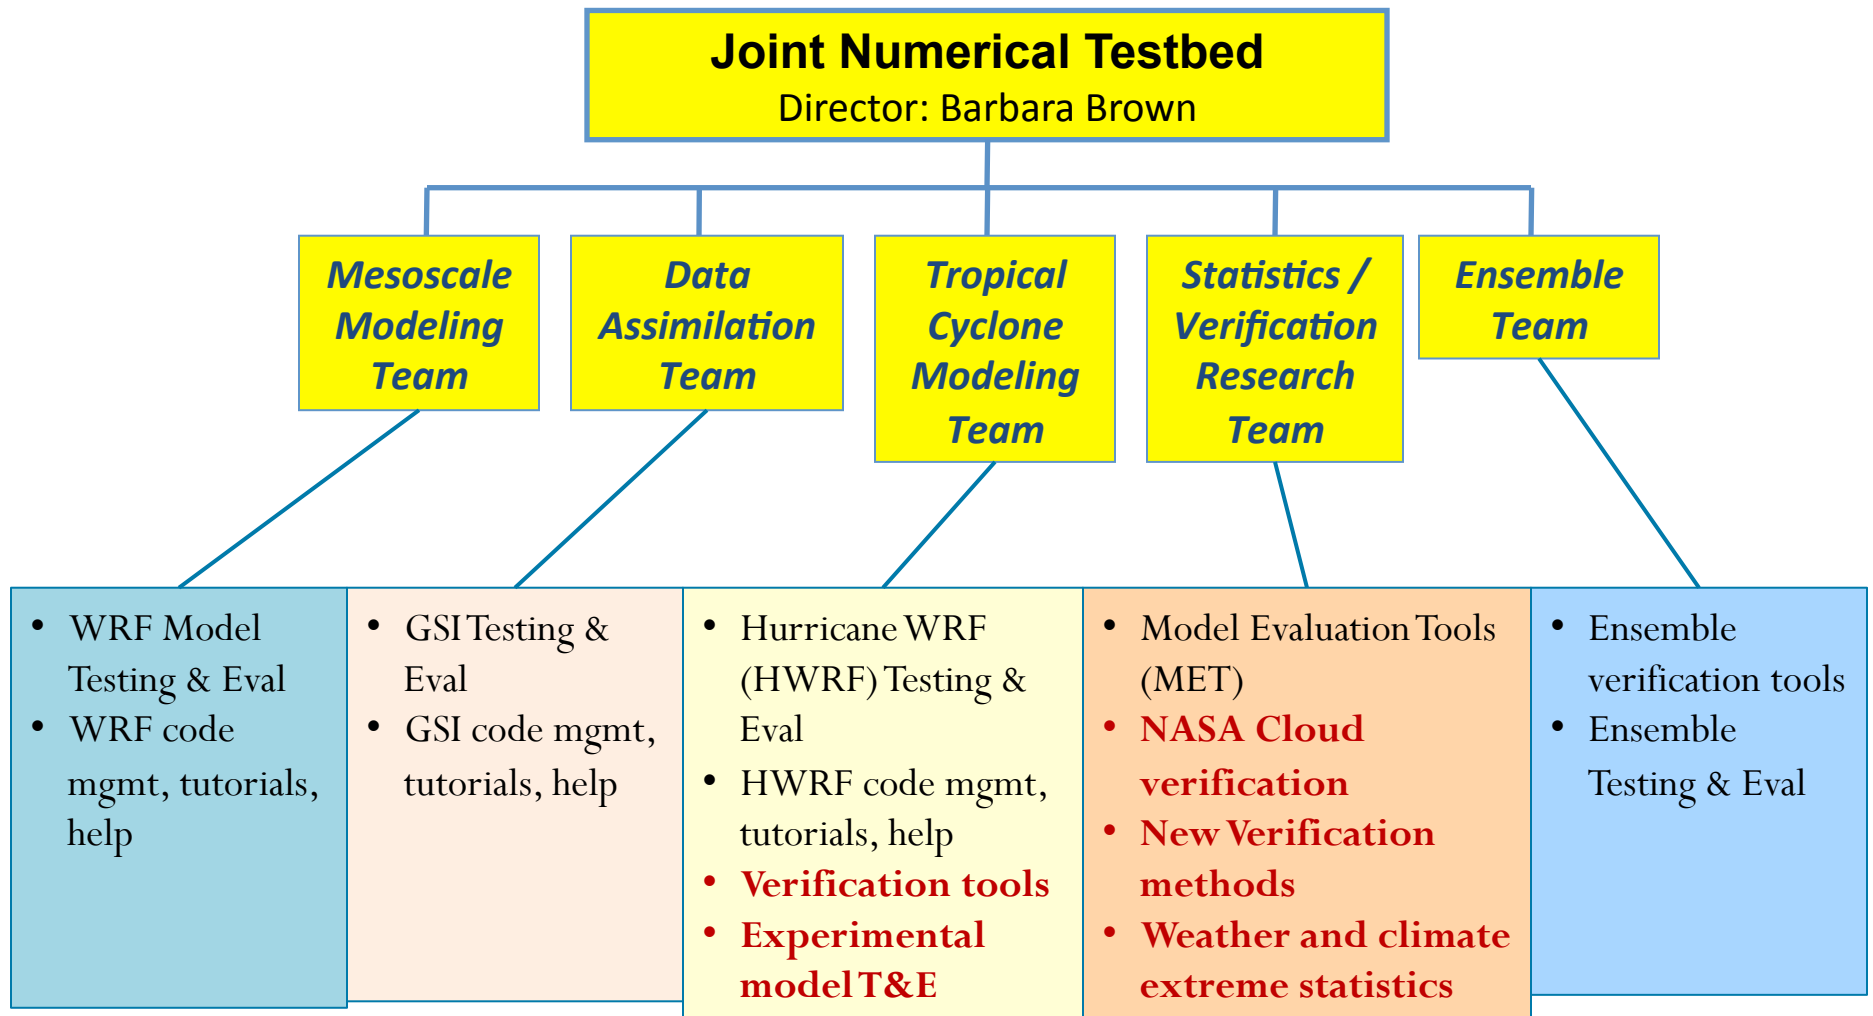 Joint Numerical Testbed
Director: Barbara Brown
Mesoscale
Modeling
Team
Data
Assimilation
Team
Tropical
Cyclone
Modeling
Team
Statistics /
Verification
Research
Team
Ensemble
Team
• WRF Model
Testing & Eval
• WRF code
mgmt, tutorials,
help
• GSI Testing &
Eval
• GSI code mgmt,
tutorials, help
• Hurricane WRF
(HWRF) Testing &
Eval
• HWRF code mgmt,
tutorials, help
• Verification tools
• Experimental
model T&E
• Model Evaluation Tools
(MET)
• NASA Cloud
verification
• New Verification
methods
• Weather and climate
extreme statistics
• Ensemble
verification tools
• Ensemble
Testing & Eval